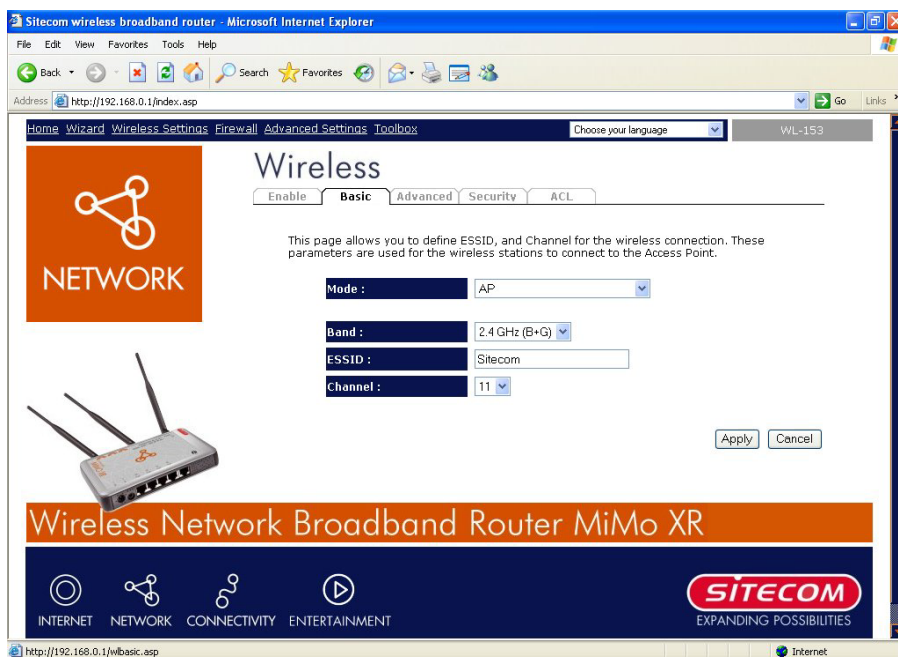 Sitecom wireless broadband router - Microsoft Internet Explorer
File Edit View Favorites Tools Help
Back Search Favorites
Address http://192.168.0.1/index.asp Go Links
Home Wizard Wireless Settings Firewall Advanced Settings Toolbox Choose your language WL-153
Wireless
Enable Basic Advanced Security ACL
NETWORK
This page allows you to define ESSID, and Channel for the wireless connection. These
parameters are used for the wireless stations to connect to the Access Point.
Mode : AP
Band : 2.4 GHz (B+G)
ESSID : Sitecom
Channel : 11
Apply Cancel
Wireless Network Broadband Router MiMo XR
INTERNET NETWORK CONNECTIVITY ENTERTAINMENT
SITECOM
EXPANDING POSSIBILITIES
http://192.168.0.1/wlbasic.asp Internet